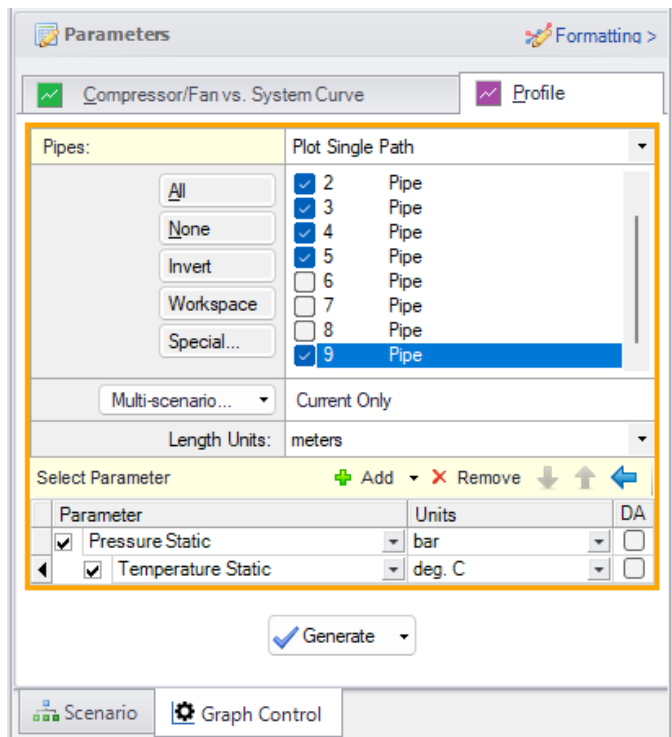 Parameters
Formatting >
Compressor/Fan vs. System Curve
Profile
Pipes:
Plot Single Path
All
None
Invert
Workspace
Special...
2 Pipe
3 Pipe
4 Pipe
5 Pipe
6 Pipe
7 Pipe
8 Pipe
9 Pipe
Multi-scenario...
Current Only
Length Units:
meters
Select Parameter
Add
Remove
Parameter Units DA
Pressure Static bar
Temperature Static deg. C
Generate
Scenario
Graph Control